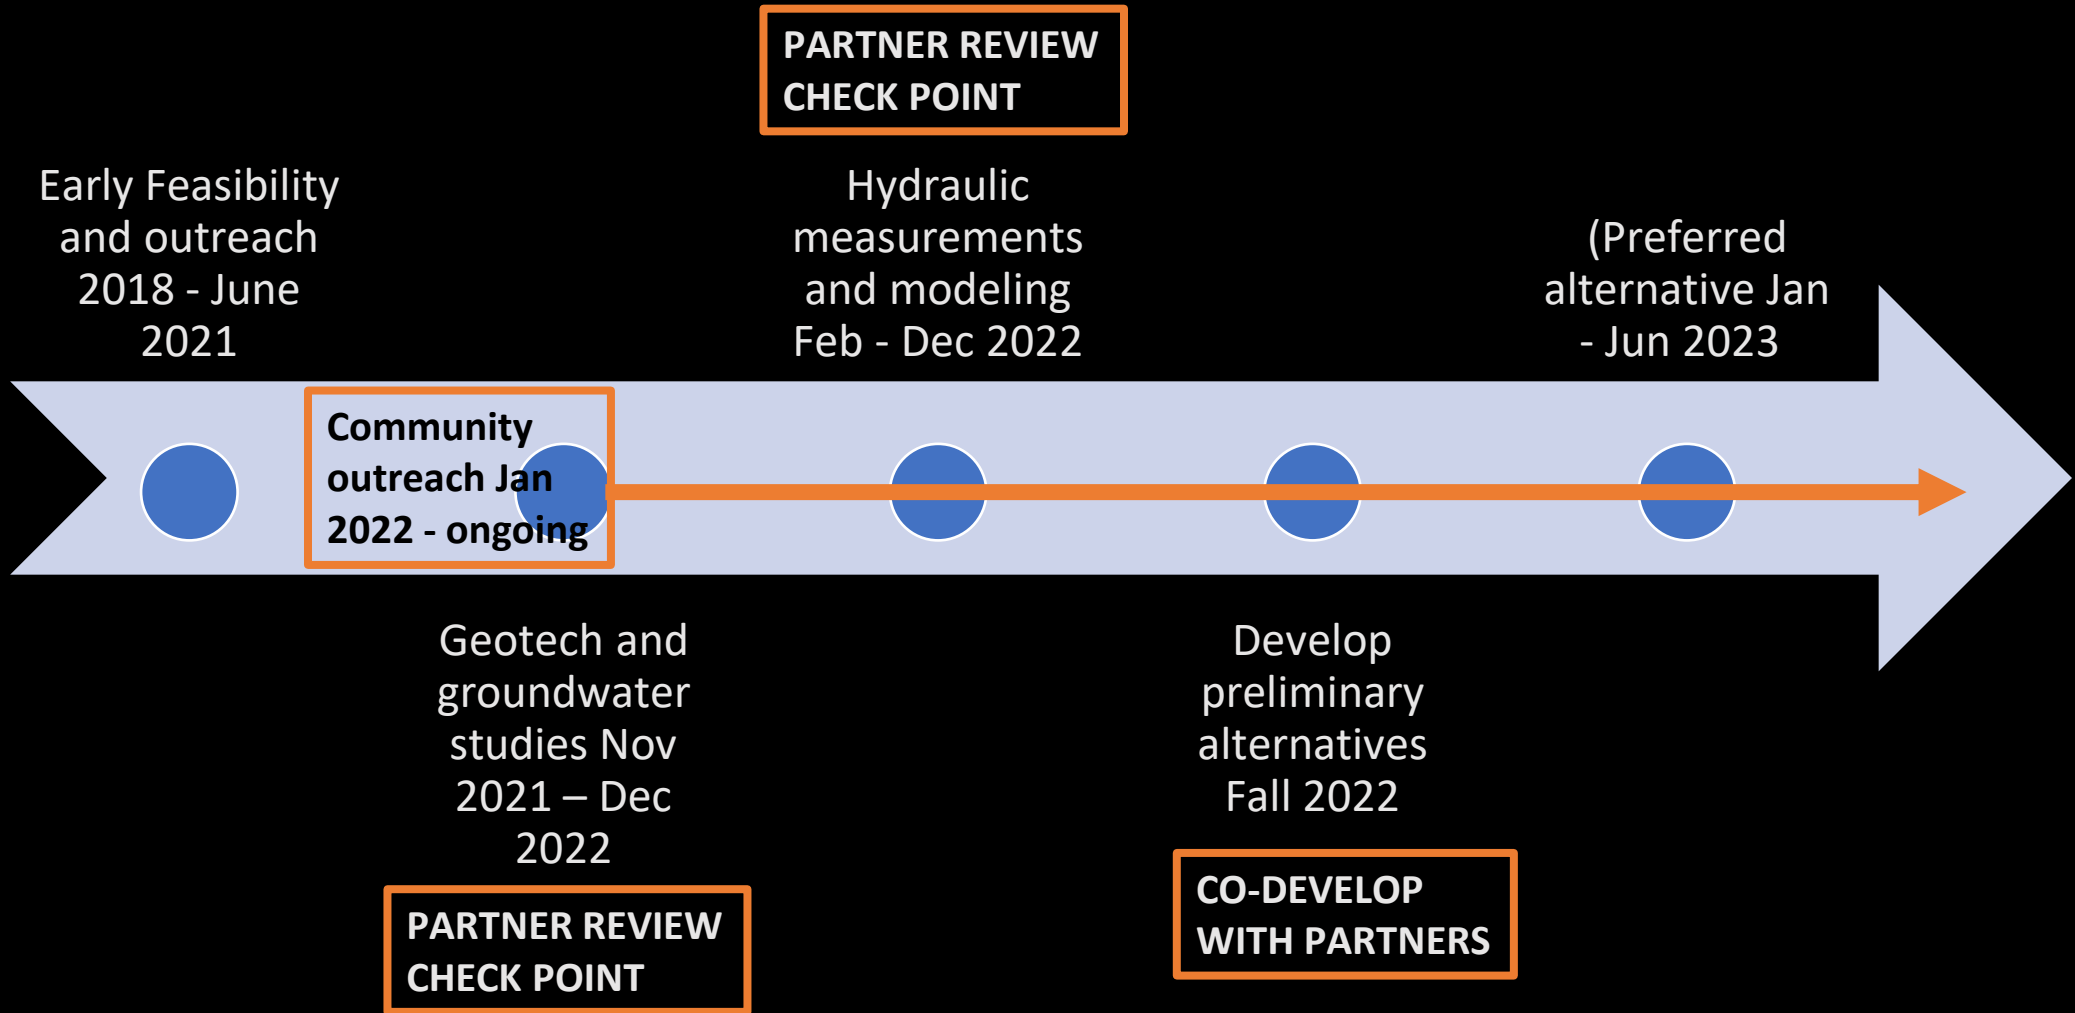 PARTNER REVIEW
CHECK POINT
Early Feasibility
and outreach
2018 - June
2021
Hydraulic
measurements
and modeling
Feb - Dec 2022
(Preferred
alternative Jan
- Jun 2023
Community
outreach Jan
2022 - ongoing
Geotech and
groundwater
studies Nov
2021 – Dec
2022
PARTNER REVIEW
CHECK POINT
Develop
preliminary
alternatives
Fall 2022
CO-DEVELOP
WITH PARTNERS